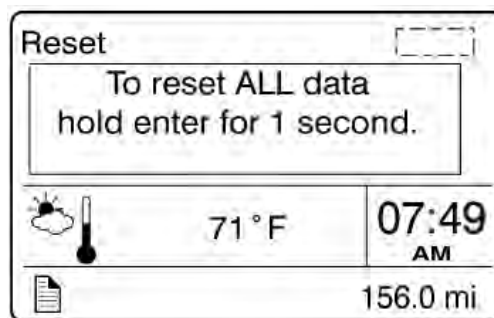 Reset
To reset ALL data
hold enter for 1 second.
71°F
07:49
AM
156.0 mi